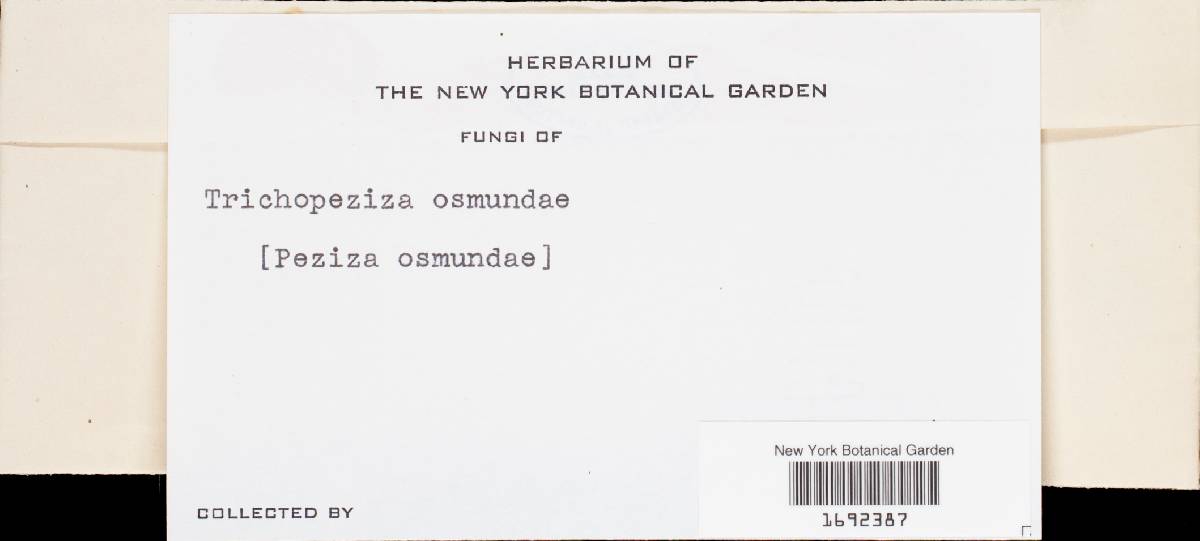 HERBARIUM OF
THE NEW YORK BOTANICAL GARDEN
FUNGI OF
Trichopeziza osmundae
[Peziza osmundae]
New York Botanical Garden
1692387
COLLECTED BY